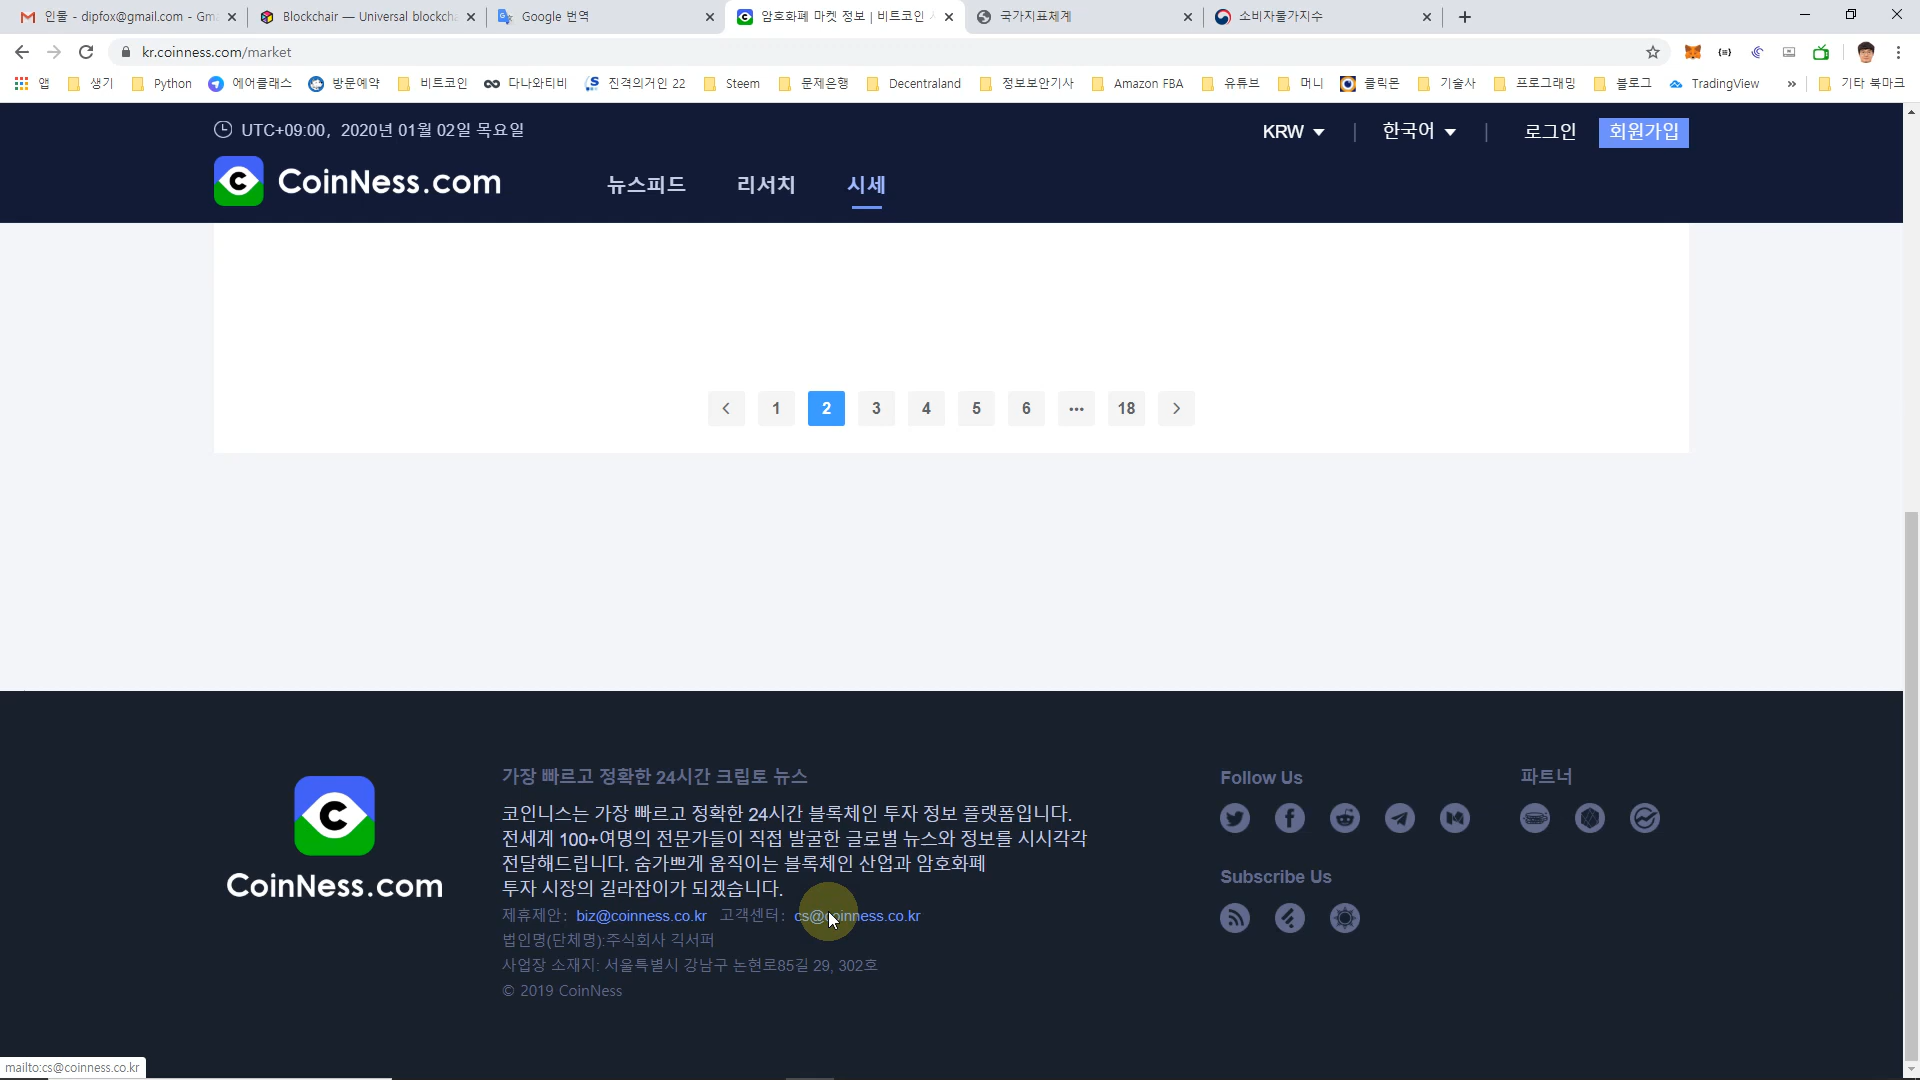 인물 - dipfox@gmail.com - Gm
Blockchair — Universal blockcha
Google 번역
암호화폐 마켓 정보 | 비트코인
국가지표체계
소비자물가지수
kr.coinness.com/market
앱 생기 Python 에어클래스 방문예약 비트코인 다나와티비 진격의거인 22 Steem 문제은행 Decentraland 정보보안기사 Amazon FBA 유튜브 머니 클릭몬 기술사 프로그래밍 블로그 TradingView » 기타 북마크
UTC+09:00, 2020년 01월 02일 목요일
KRW | 한국어 | 로그인 회원가입
CoinNess.com 뉴스피드 리서치 시세
1 2 3 4 5 6 ••• 18
CoinNess.com
가장 빠르고 정확한 24시간 크립토 뉴스
코인니스는 가장 빠르고 정확한 24시간 블록체인 투자 정보 플랫폼입니다.
전세계 100+여명의 전문가들이 직접 발굴한 글로벌 뉴스와 정보를 시시각각
전달해드립니다. 숨가쁘게 움직이는 블록체인 산업과 암호화폐
투자 시장의 길라잡이가 되겠습니다.
제휴제안: biz@coinness.co.kr 고객센터: cs@coinness.co.kr
법인명(단체명):주식회사 긱서퍼
사업장 소재지: 서울특별시 강남구 논현로85길 29, 302호
© 2019 CoinNess
Follow Us
파트너
Subscribe Us
mailto:cs@coinness.co.kr